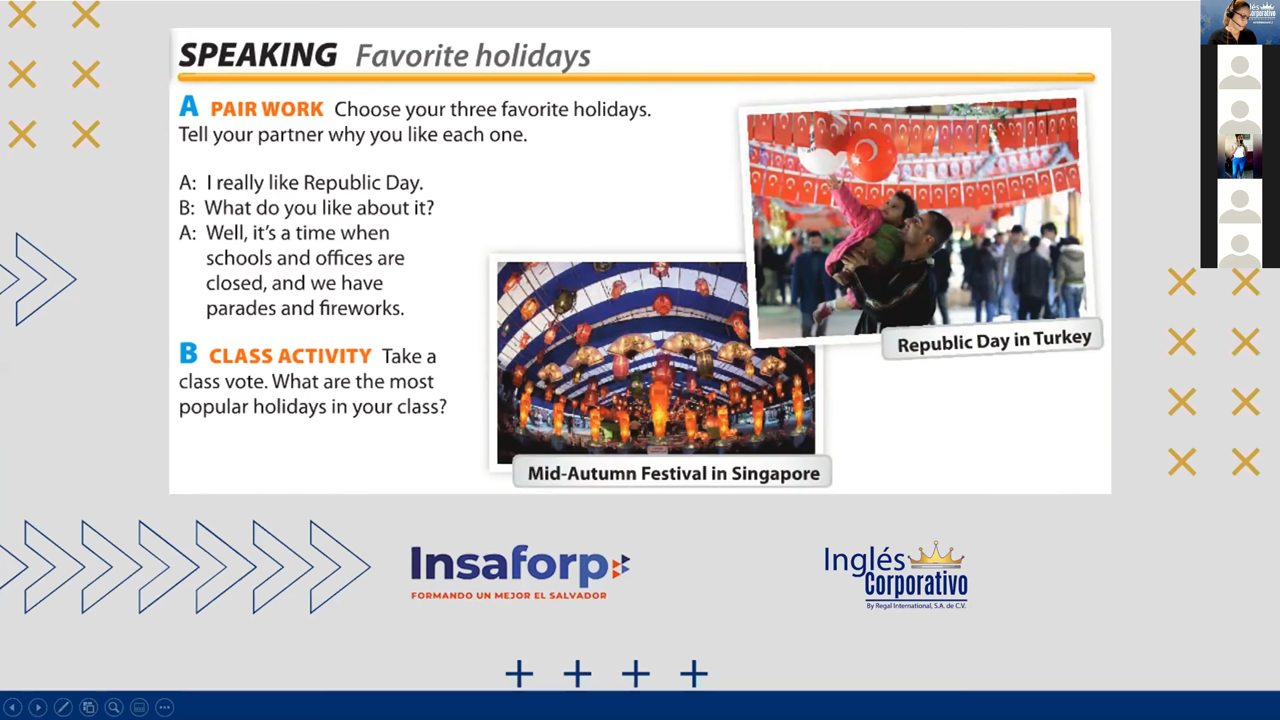 SPEAKING Favorite holidays
A PAIR WORK Choose your three favorite holidays.
Tell your partner why you like each one.
A: I really like Republic Day.
B: What do you like about it?
A: Well, it's a time when
schools and offices are
closed, and we have
parades and fireworks.
B CLASS ACTIVITY Take a
class vote. What are the most
popular holidays in your class?
Republic Day in Turkey
Mid-Autumn Festival in Singapore
Insaforp
FORMANDO UN MEJOR EL SALVADOR
Inglés
Corporativo
By Regal International, S.A. de C.V.